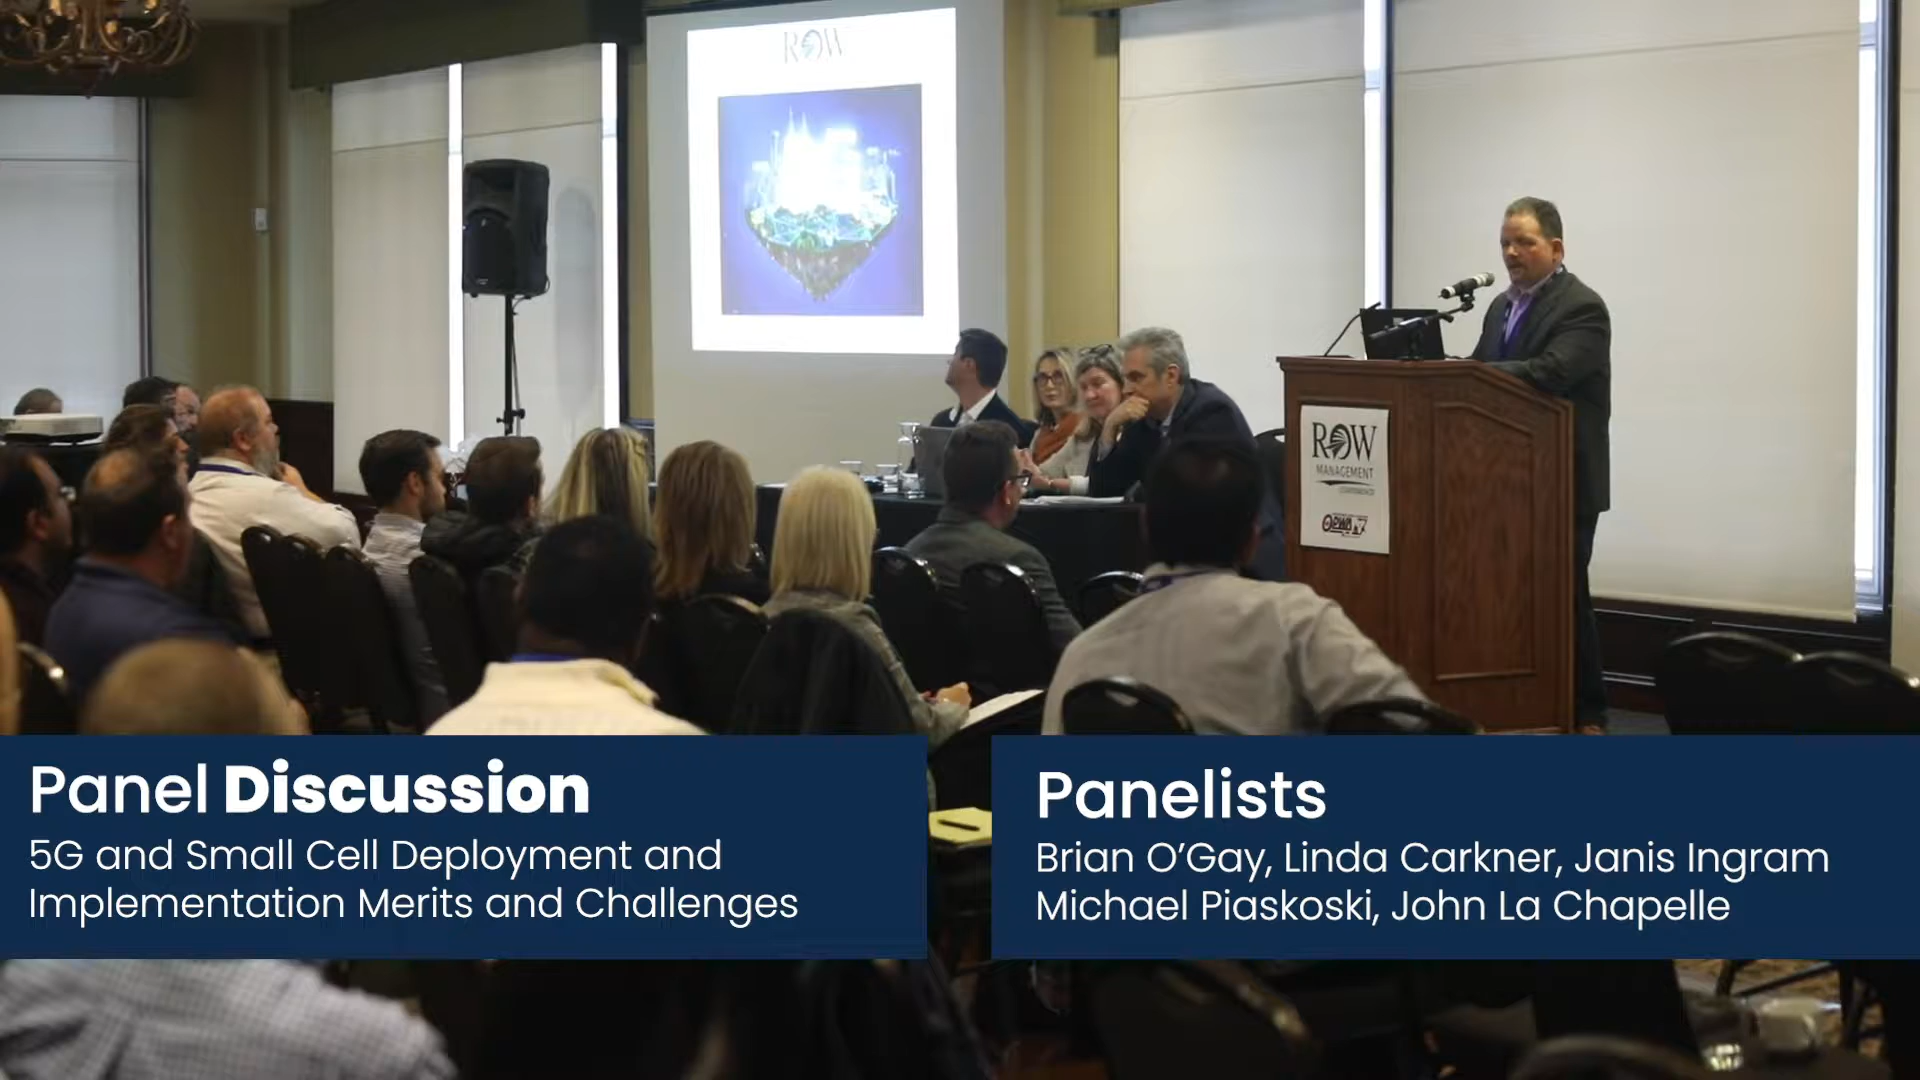 ROW
ROW
MANAGEMENT
CONFERENCE
Panel Discussion
5G and Small Cell Deployment and
Implementation Merits and Challenges
Panelists
Brian O'Gay, Linda Carkner, Janis Ingram
Michael Piaskoski, John La Chapelle